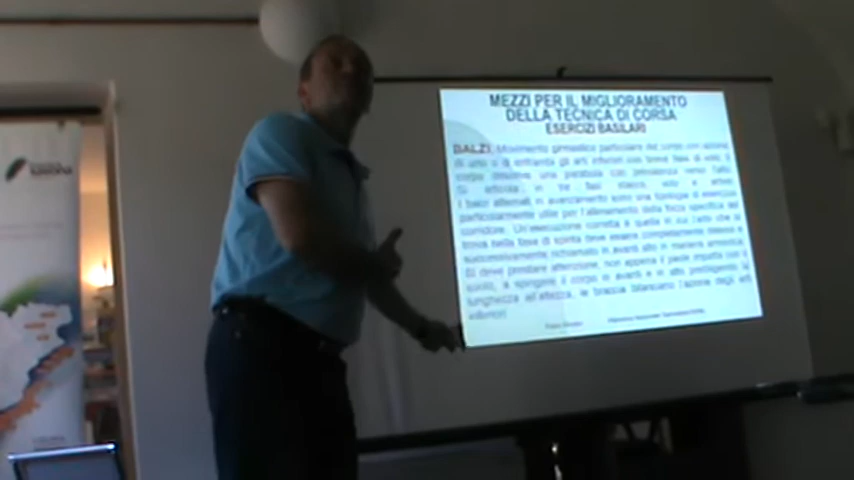 MEZZI PER IL MIGLIORAMENTO
DELLA TECNICA DI CORSA
ESERCIZI BASILARI
BALZI: Movimento ginnastico particolare del corpo con azione
di uno o di entrambi gli arti inferiori con breve fase di volo. Il
corpo descrive una parabola con prevalenza verso l'alto.
Si articola in tre fasi stacco, volo e arrivo.
I balzi alternati in avanzamento sono una tipologia di esercizio
particolarmente utile per l'allenamento della forza specifica del
corridore. Un'esecuzione corretta è quella in cui l'arto che si
trova nella fase di spinta deve essere completamente disteso e
successivamente richiamato in avanti alto in maniera armonica.
Si deve prestare attenzione, non appena il piede impatta con il
suolo, a spingere il corpo in avanti e in alto prediligendo la
lunghezza all'altezza, le braccia bilanciano l'azione degli arti
inferiori